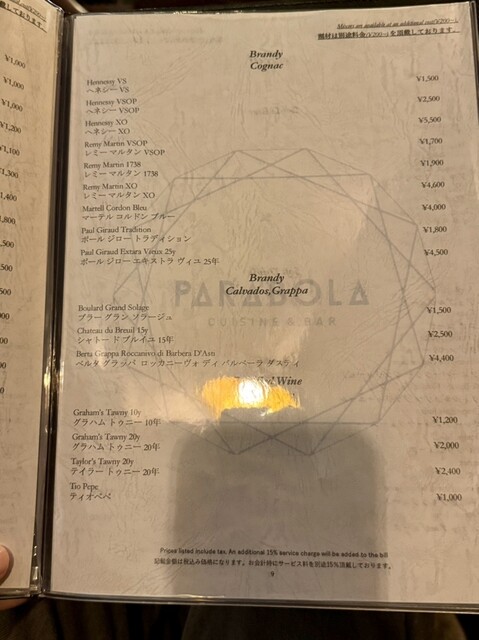 ¥1,000
¥1,000
¥1,000
¥1,200
¥1,100
¥1,300
Mixers are available at an additional cost(¥200~).
割材は別途料金(¥200~)を頂戴しております。
Brandy
Cognac
Hennessy VS ¥1,500
ヘネシー VS
Hennessy VSOP ¥2,500
ヘネシー VSOP
Hennessy XO ¥5,500
ヘネシー XO
Remy Martin VSOP ¥1,700
レミー マルタン VSOP
Remy Martin 1738 ¥1,900
レミー マルタン 1738
Remy Martin XO ¥4,600
レミー マルタン XO
Martell Cordon Bleu ¥4,000
マーテル コルドン ブルー
Paul Giraud Tradition ¥1,800
ポール ジロー トラディション
Paul Giraud Extara Vieux 25y ¥4,500
ポール ジロー エキストラ ヴィユ 25年
Brandy
Calvados,Grappa
CUISINE & BAR
Boulard Grand Solage ¥1,500
ブラー グラン ソラージュ
Chateau du Breuil 15y ¥2,500
シャトー ド ブルイユ 15年
Berta Grappa Roccanivo di Barbera D'Asti ¥4,400
ベルタ グラッパ ロッカニーヴォ ディ バルベーラ ダスティ
Wine
Graham's Tawny 10y ¥1,200
グラハム トゥニー 10年
Graham's Tawny 20y ¥2,000
グラハム トゥニー 20年
Taylor's Tawny 20y ¥2,400
テイラー トゥニー 20年
Tio Pepe ¥1,000
ティオペペ
Prices listed include tax. An additional 15% service charge will be added to the bill
記載金額は税込み価格になります。お会計時にサービス料を別途15%頂戴しております。
9